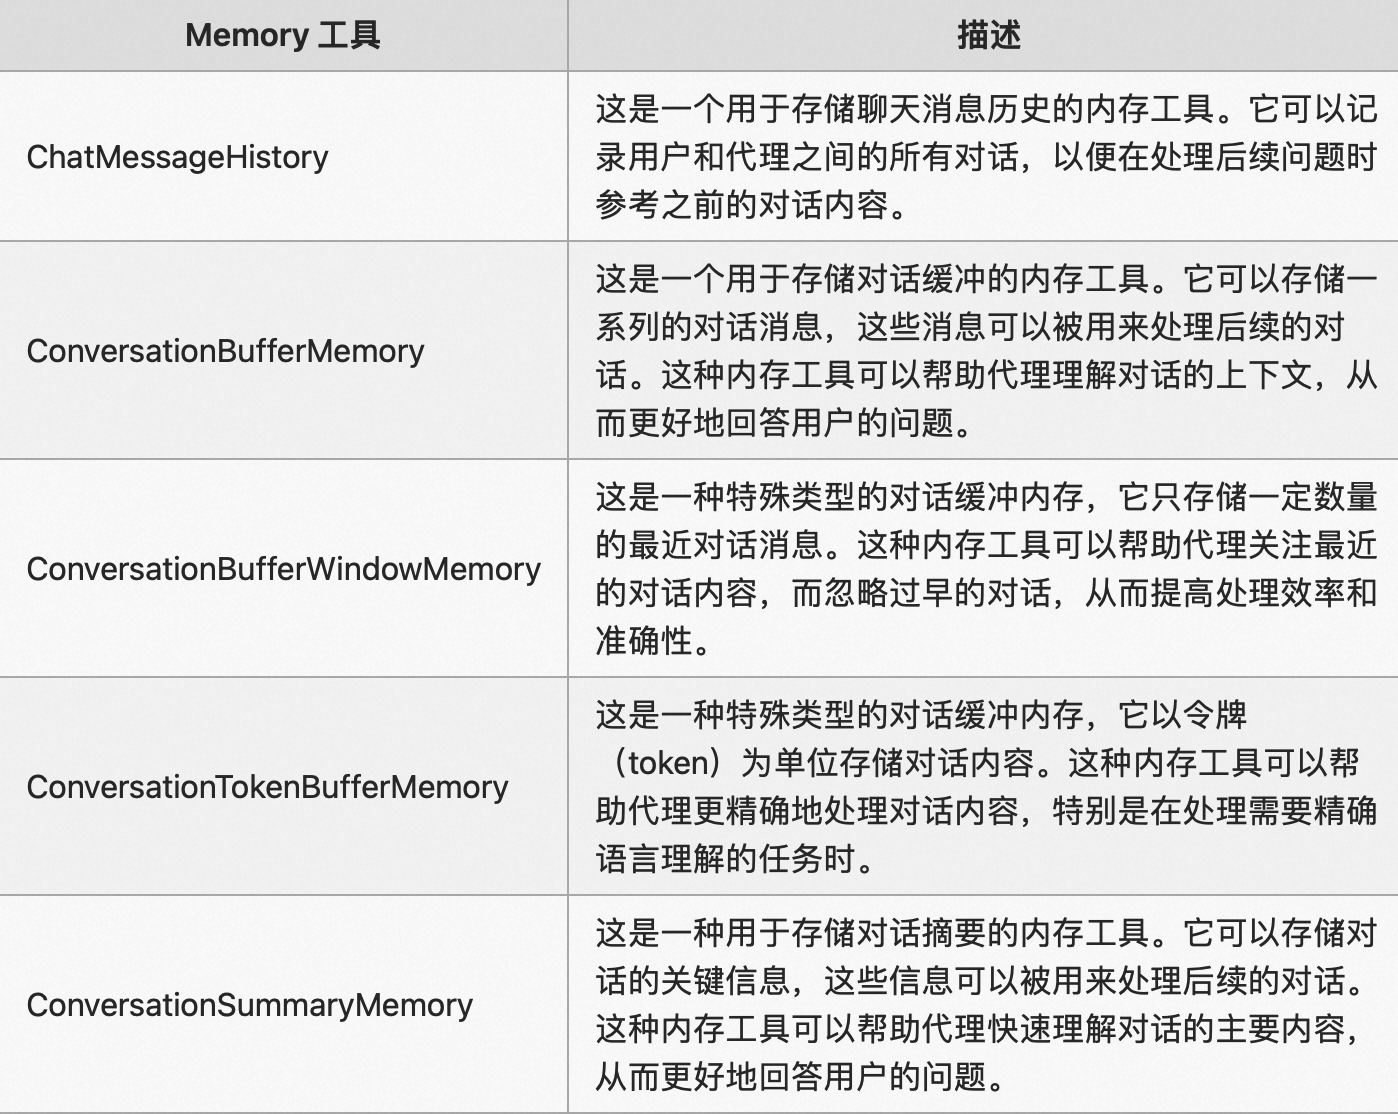 Memory 工具
描述
ChatMessageHistory
这是一个用于存储聊天消息历史的内存工具。它可以记
录用户和代理之间的所有对话，以便在处理后续问题时
参考之前的对话内容。
ConversationBufferMemory
这是一个用于存储对话缓冲的内存工具。它可以存储一
系列的对话消息，这些消息可以被用来处理后续的对
话。这种内存工具可以帮助代理理解对话的上下文，从
而更好地回答用户的问题。
ConversationBufferWindowMemory
这是一种特殊类型的对话缓冲内存，它只存储一定数量
的最近对话消息。这种内存工具可以帮助代理关注最近
的对话内容，而忽略过早的对话，从而提高处理效率和
准确性。
ConversationTokenBufferMemory
这是一种特殊类型的对话缓冲内存，它以令牌
（token）为单位存储对话内容。这种内存工具可以帮
助代理更精确地处理对话内容，特别是在处理需要精确
语言理解的任务时。
ConversationSummaryMemory
这是一种用于存储对话摘要的内存工具。它可以存储对
话的关键信息，这些信息可以被用来处理后续的对话。
这种内存工具可以帮助代理快速理解对话的主要内容，
从而更好地回答用户的问题。